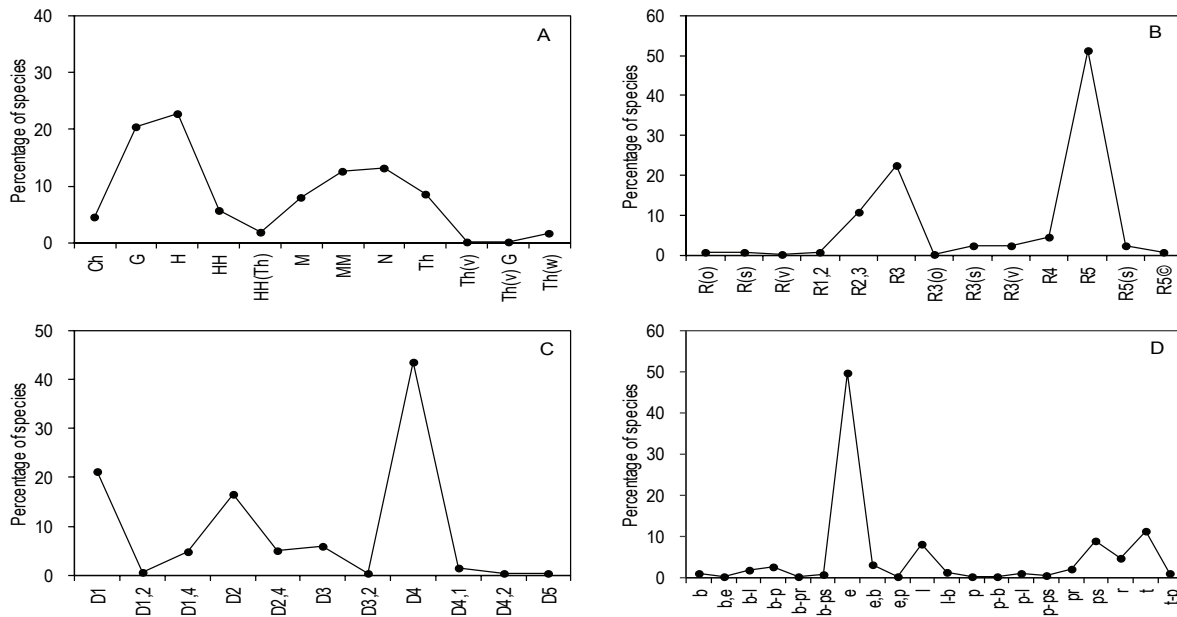 A
Percentage of species
40
30
20
10
0
Ch
G
H
HH
HH(Th)
M
MM
N
Th
Th(v)
Th(v) G
Th(w)
B
Percentage of species
60
50
40
30
20
10
0
R(o)
R(s)
R(v)
R1,2
R2,3
R3
R3(o)
R3(s)
R3(v)
R4
R5
R5(s)
R5©
C
Percentage of species
50
40
30
20
10
0
D1
D1,2
D1,4
D2
D2,4
D3
D3,2
D4
D4,1
D4,2
D5
D
Percentage of species
60
50
40
30
20
10
0
b
b,e
b-l
b-p
b-pr
b-ps
e
e,b
e,p
l
l-b
p
p-b
p-l
p-ps
pr
ps
r
t
t-p